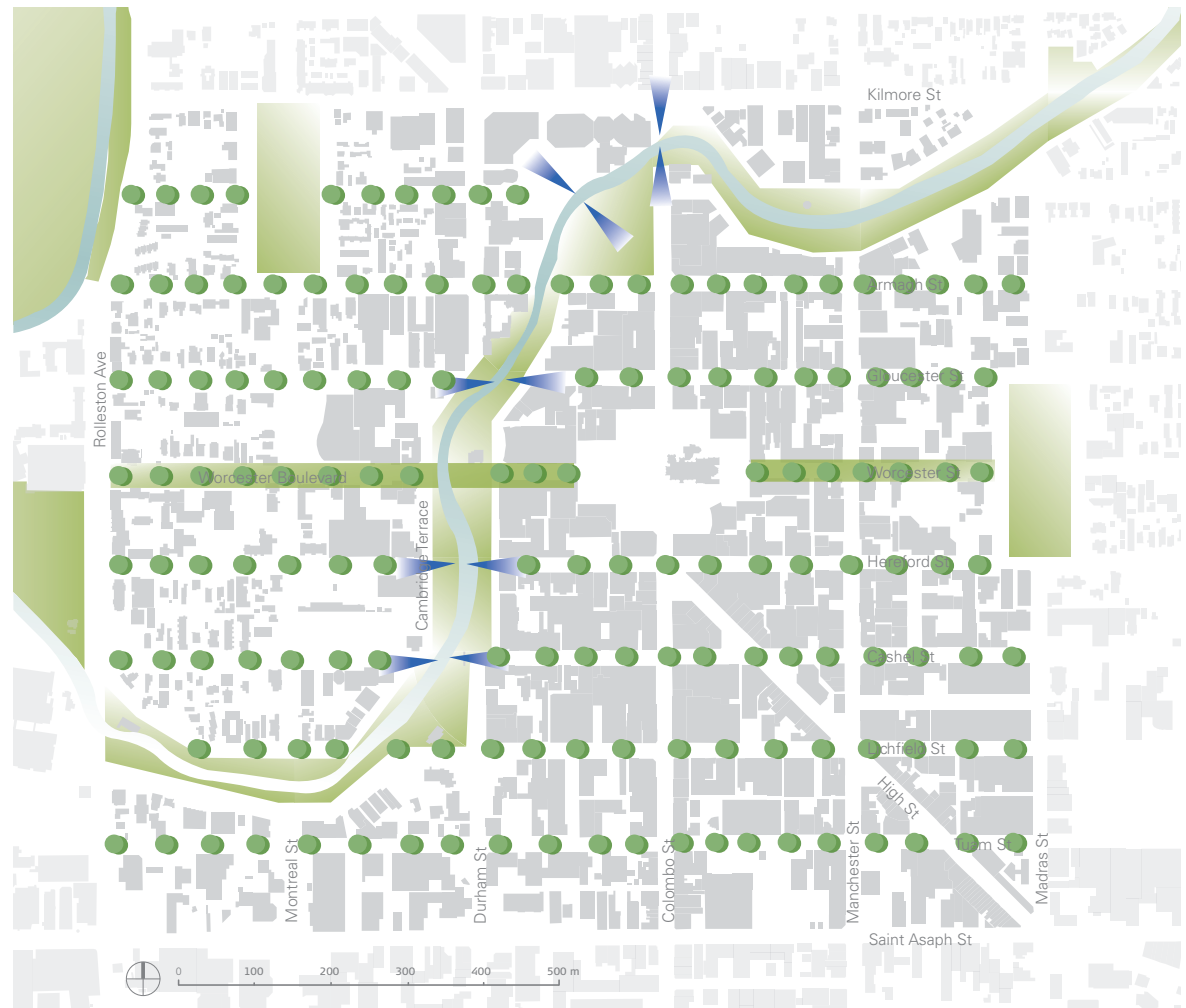 Kilmore St
Armagh St
Rolleston Ave
Gloucester St
Worcester Boulevard
Worcester St
Cambridge Terrace
Hereford St
Cashel St
Lichfield St
High St
Montreal St
Durham St
Colombo St
Manchester St
Tuam St
Madras St
Saint Asaph St
0 100 200 300 400 500 m